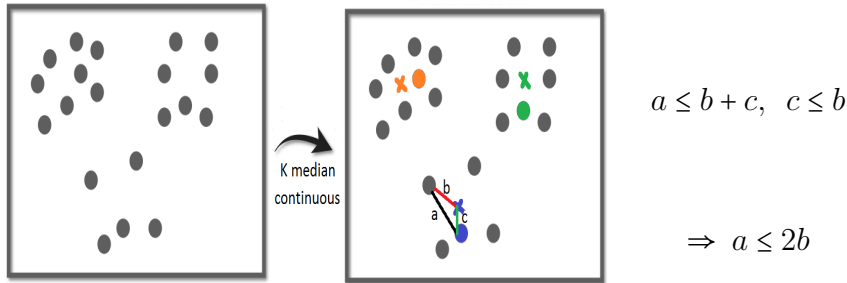 K median
continuous
b
a
c
a ≤ b + c, c ≤ b
⇒ a ≤ 2b